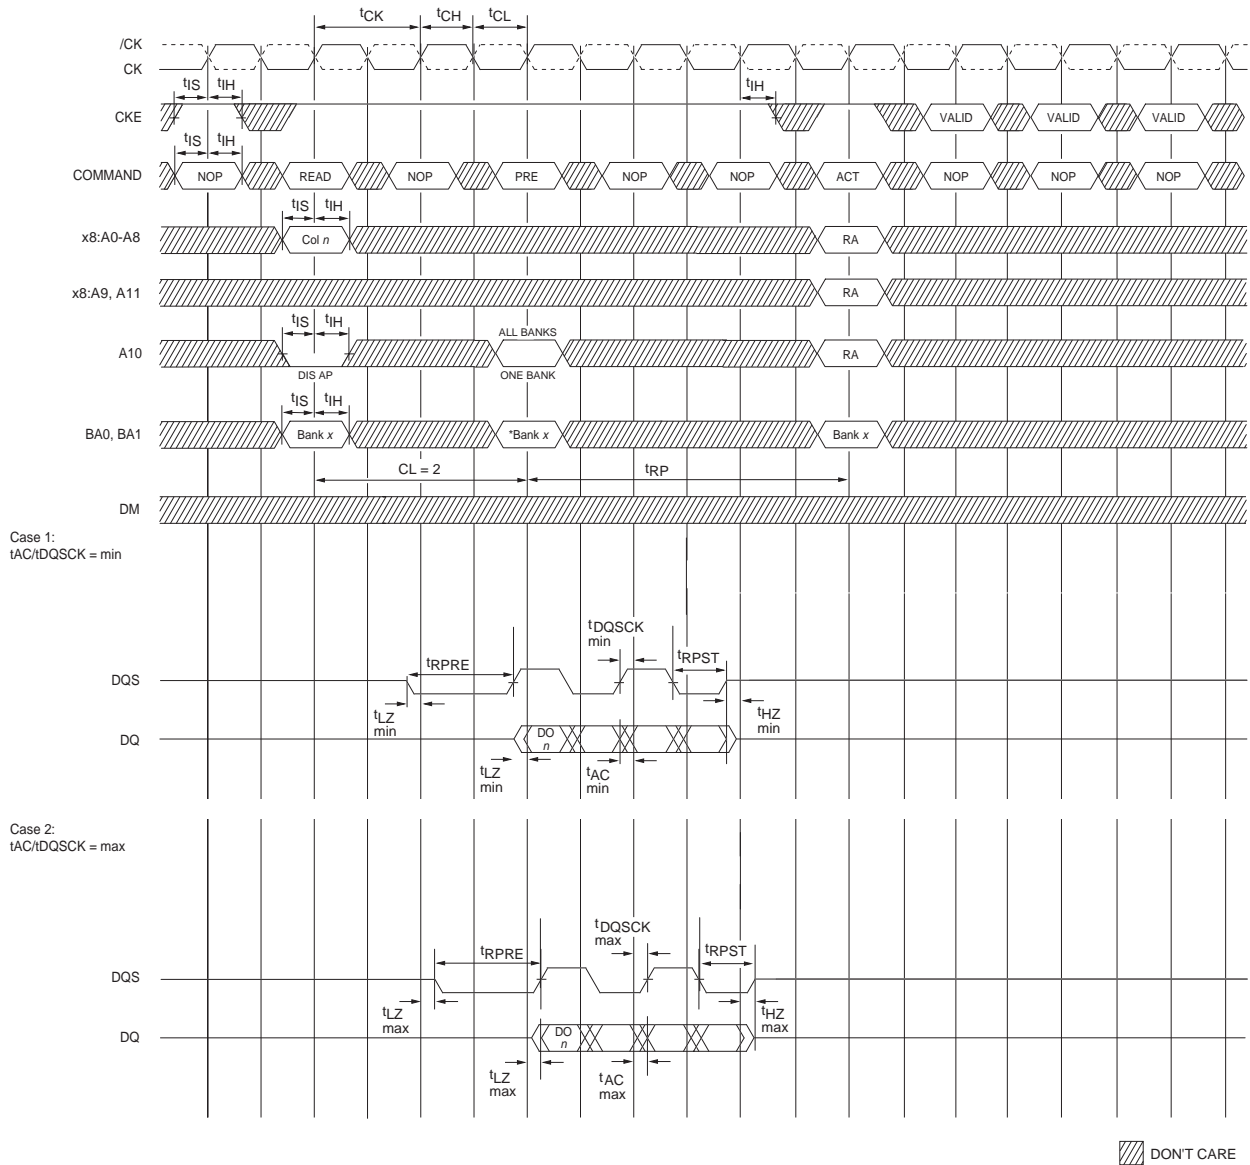 tCK tCH tCL
/CK
CK
tIS tIH tIH
CKE VALID VALID VALID
tIS tIH
COMMAND NOP READ NOP PRE NOP NOP ACT NOP NOP NOP
tIS tIH
x8:A0-A8 Col n RA
x8:A9, A11 RA
tIS tIH ALL BANKS
A10 RA
DIS AP ONE BANK
tIS tIH
BA0, BA1 Bank x *Bank x Bank x
CL = 2 tRP
DM
Case 1:
tAC/tDQSCK = min
tDQSCK
min
tRPRE tRPST
DQS
tLZ
min
tHZ
min
DQ DO
n
tLZ
min
tAC
min
Case 2:
tAC/tDQSCK = max
tDQSCK
max
tRPRE tRPST
DQS
tLZ
max
tHZ
max
DQ DO
n
tLZ
max
tAC
max
DON'T CARE